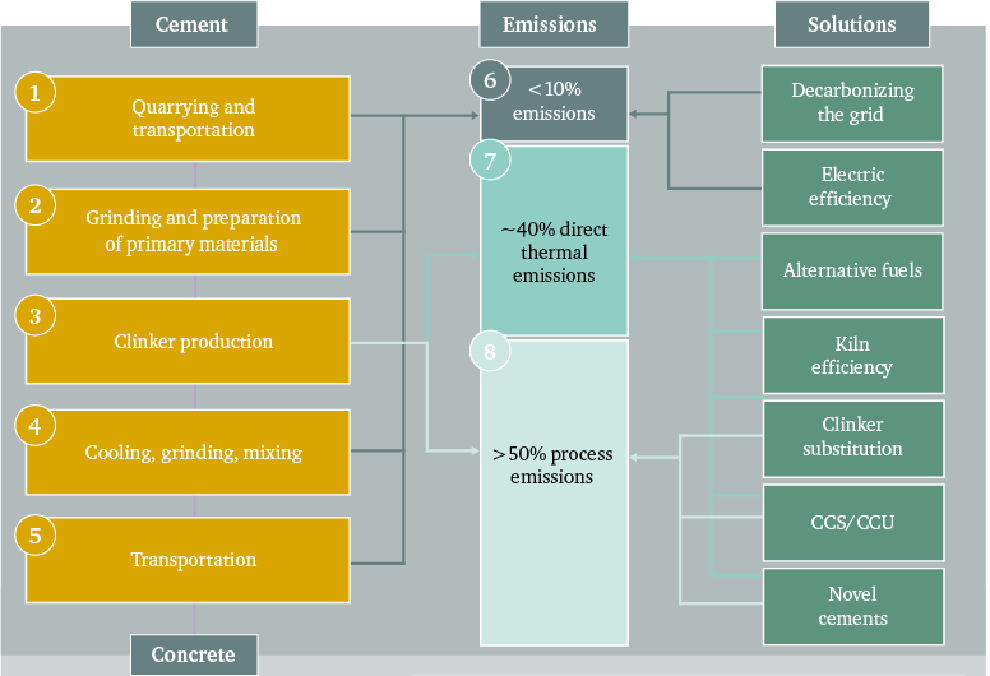 Cement
Emissions
Solutions
1
Quarrying and
transportation
2
Grinding and preparation
of primary materials
3
Clinker production
4
Cooling, grinding, mixing
5
Transportation
Concrete
6
<10%
emissions
7
~40% direct
thermal
emissions
8
>50% process
emissions
Decarbonizing
the grid
Electric
efficiency
Alternative fuels
Kiln
efficiency
Clinker
substitution
CCS/CCU
Novel
cements